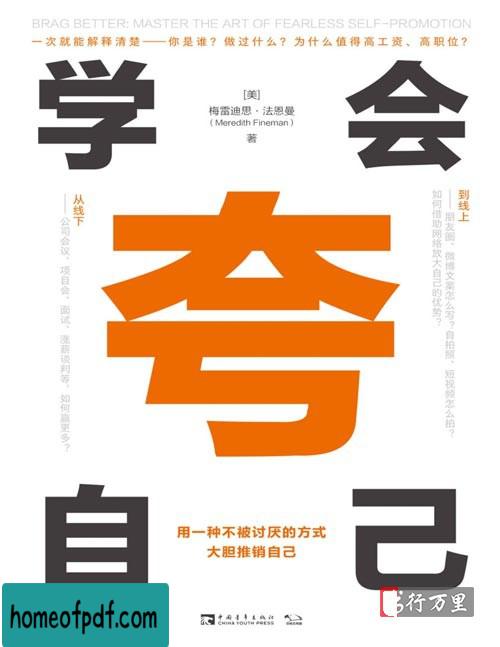 BRAG BETTER: MASTER THE ART OF FEARLESS SELF-PROMOTION
一次就能解释清楚——你是谁？做过什么？为什么值得高工资、高职位？
[美]
梅雷迪思·法恩曼
（Meredith Fineman）
著
学会
夸
自己
从线下
——公司会议、项目会、面试、涨薪谈判等，如何赢更多？
到线上
——朋友圈、微博文案怎么写？自拍照、短视频怎么拍？
如何借助网络放大自己的优势？
用一种不被讨厌的方式
大胆推销自己
中国青年出版社
CHINA YOUTH PRESS
homeofpdf.com
书行万里